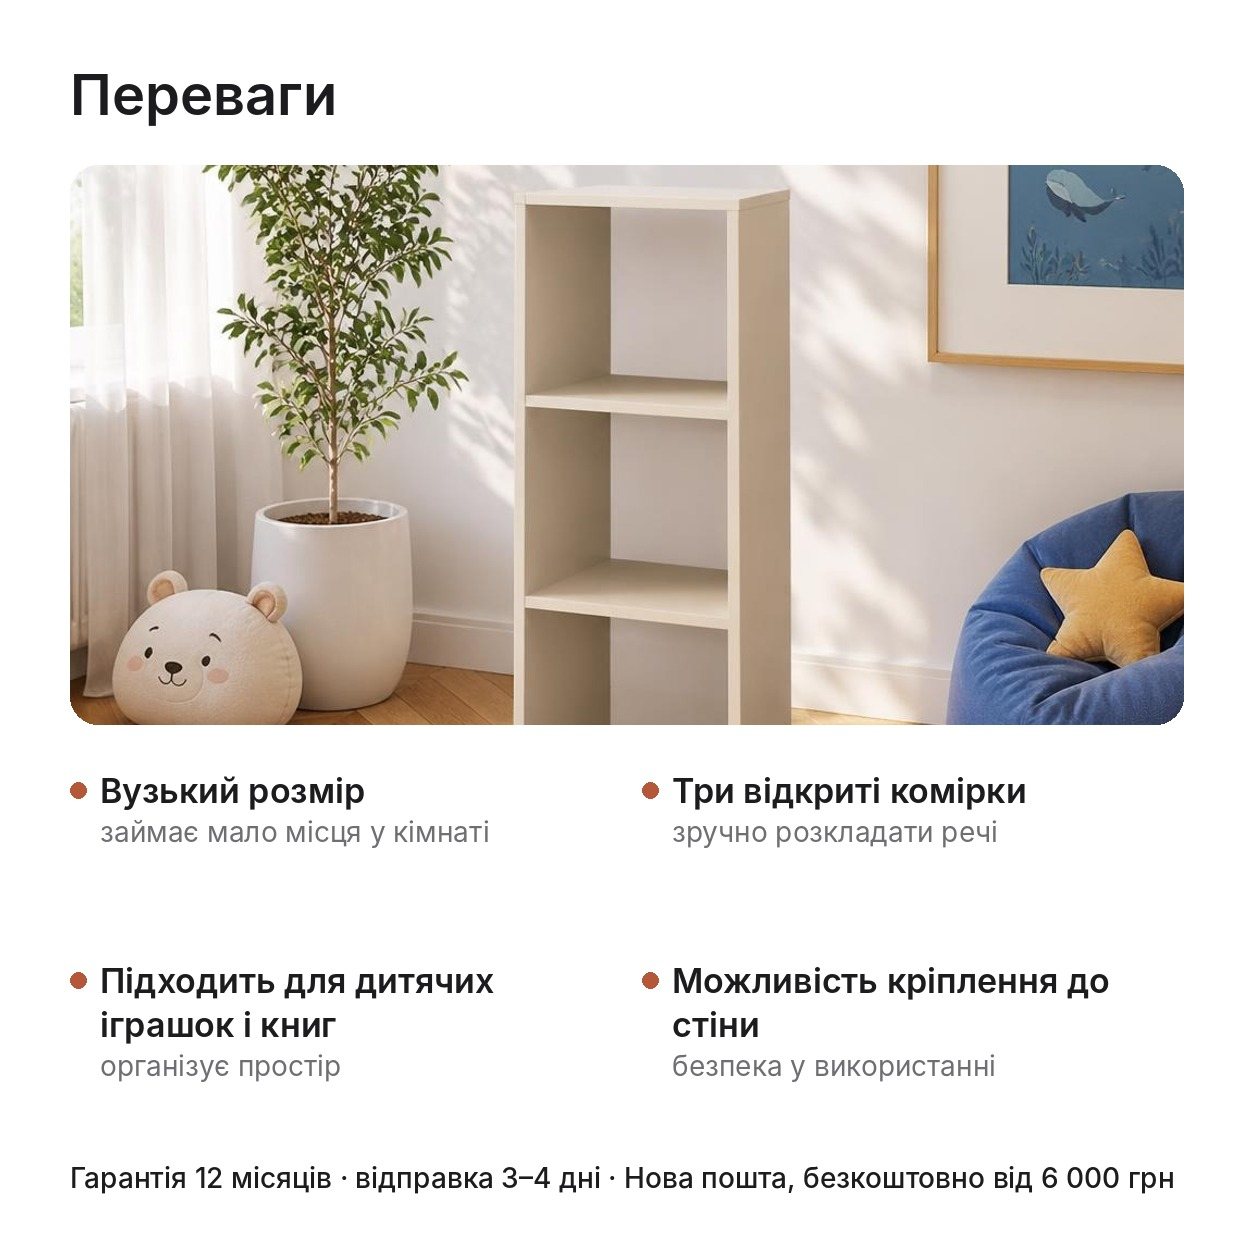 Переваги
Вузький розмір
займає мало місця у кімнаті
Три відкриті комірки
зручно розкладати речі
Підходить для дитячих
іграшок і книг
організує простір
Можливість кріплення до
стіни
безпека у використанні
Гарантія 12 місяців · відправка 3–4 дні · Нова пошта, безкоштовно від 6 000 грн